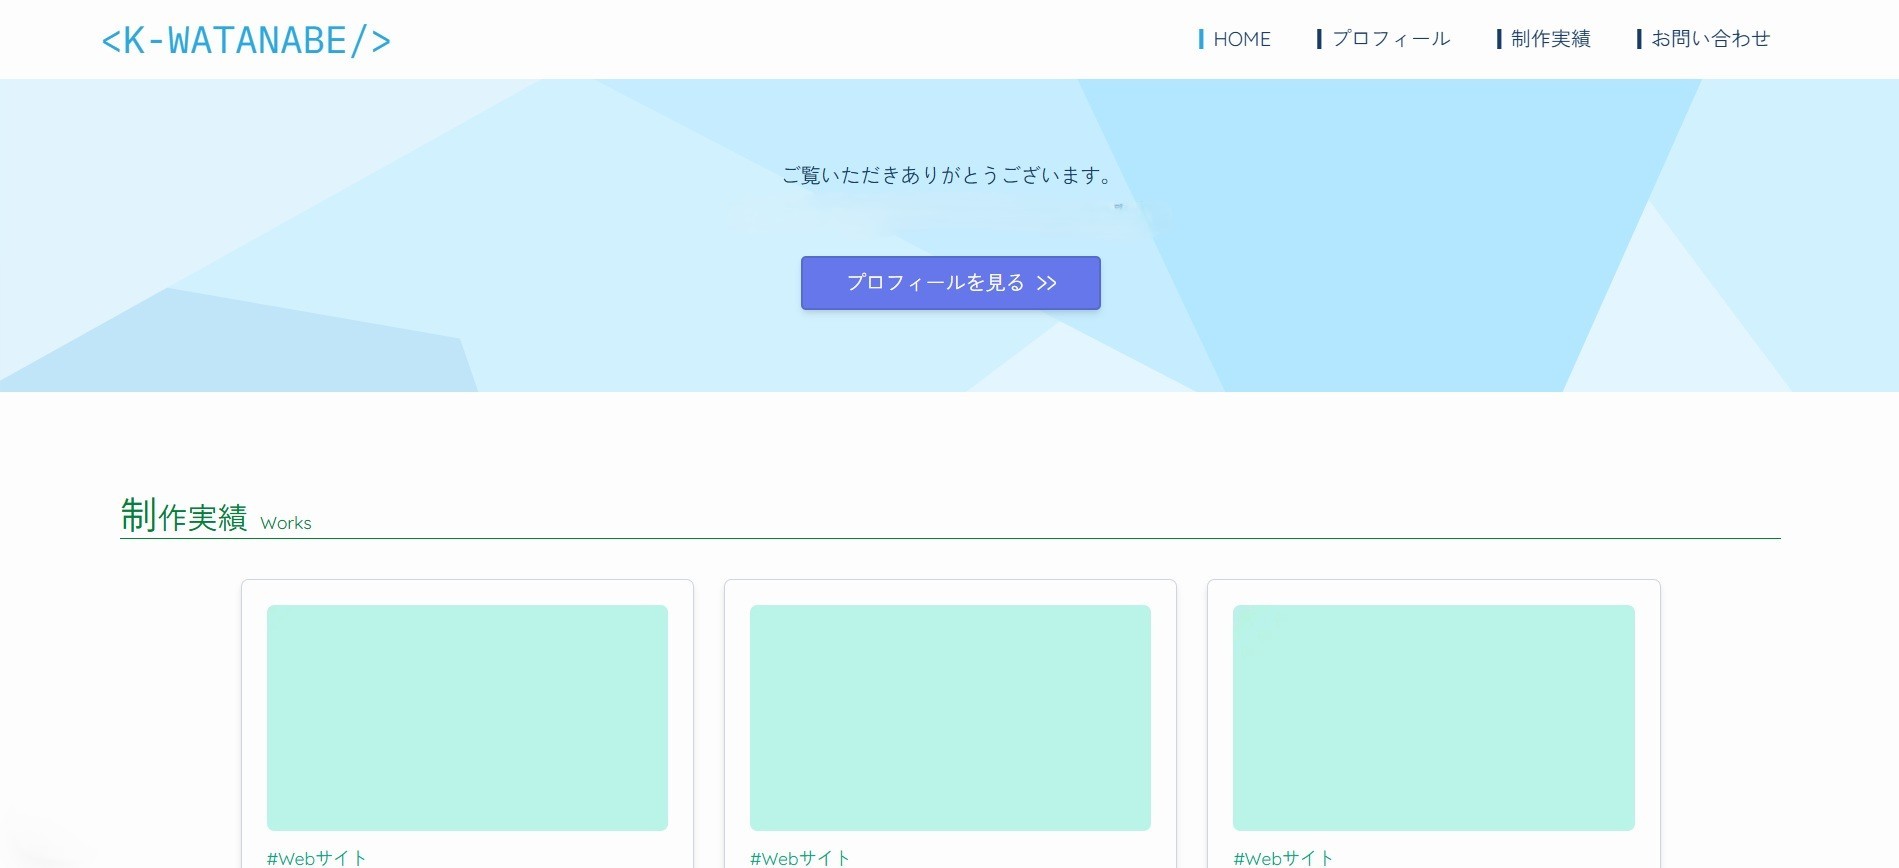 <K-WATANABE/>
HOME
プロフィール
制作実績
お問い合わせ
ご覧いただきありがとうございます。
プロフィールを見る >>
制作実績 Works
#Webサイト
#Webサイト
#Webサイト